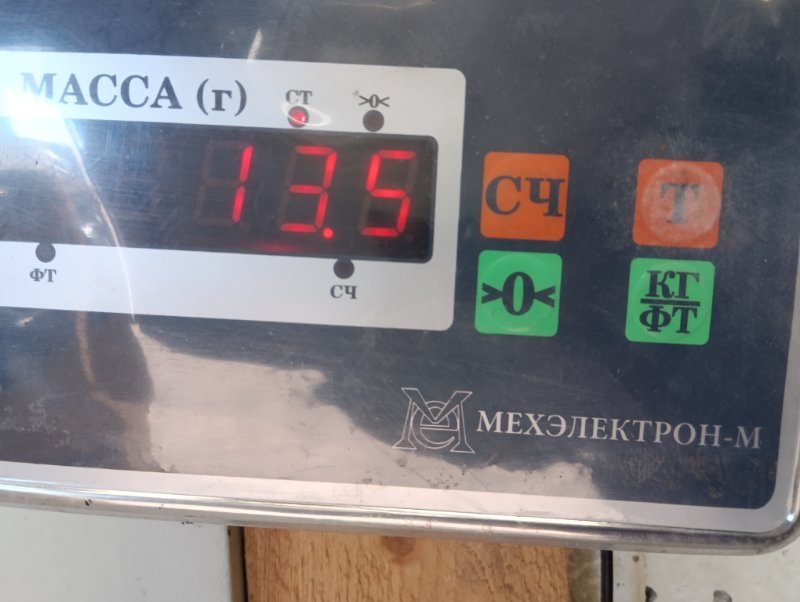 МАССА (г)
СТ >0<
13.5
ФТ
СЧ
СЧ Т
>0< КГ
ФТ
МЕХЭЛЕКТРОН-М